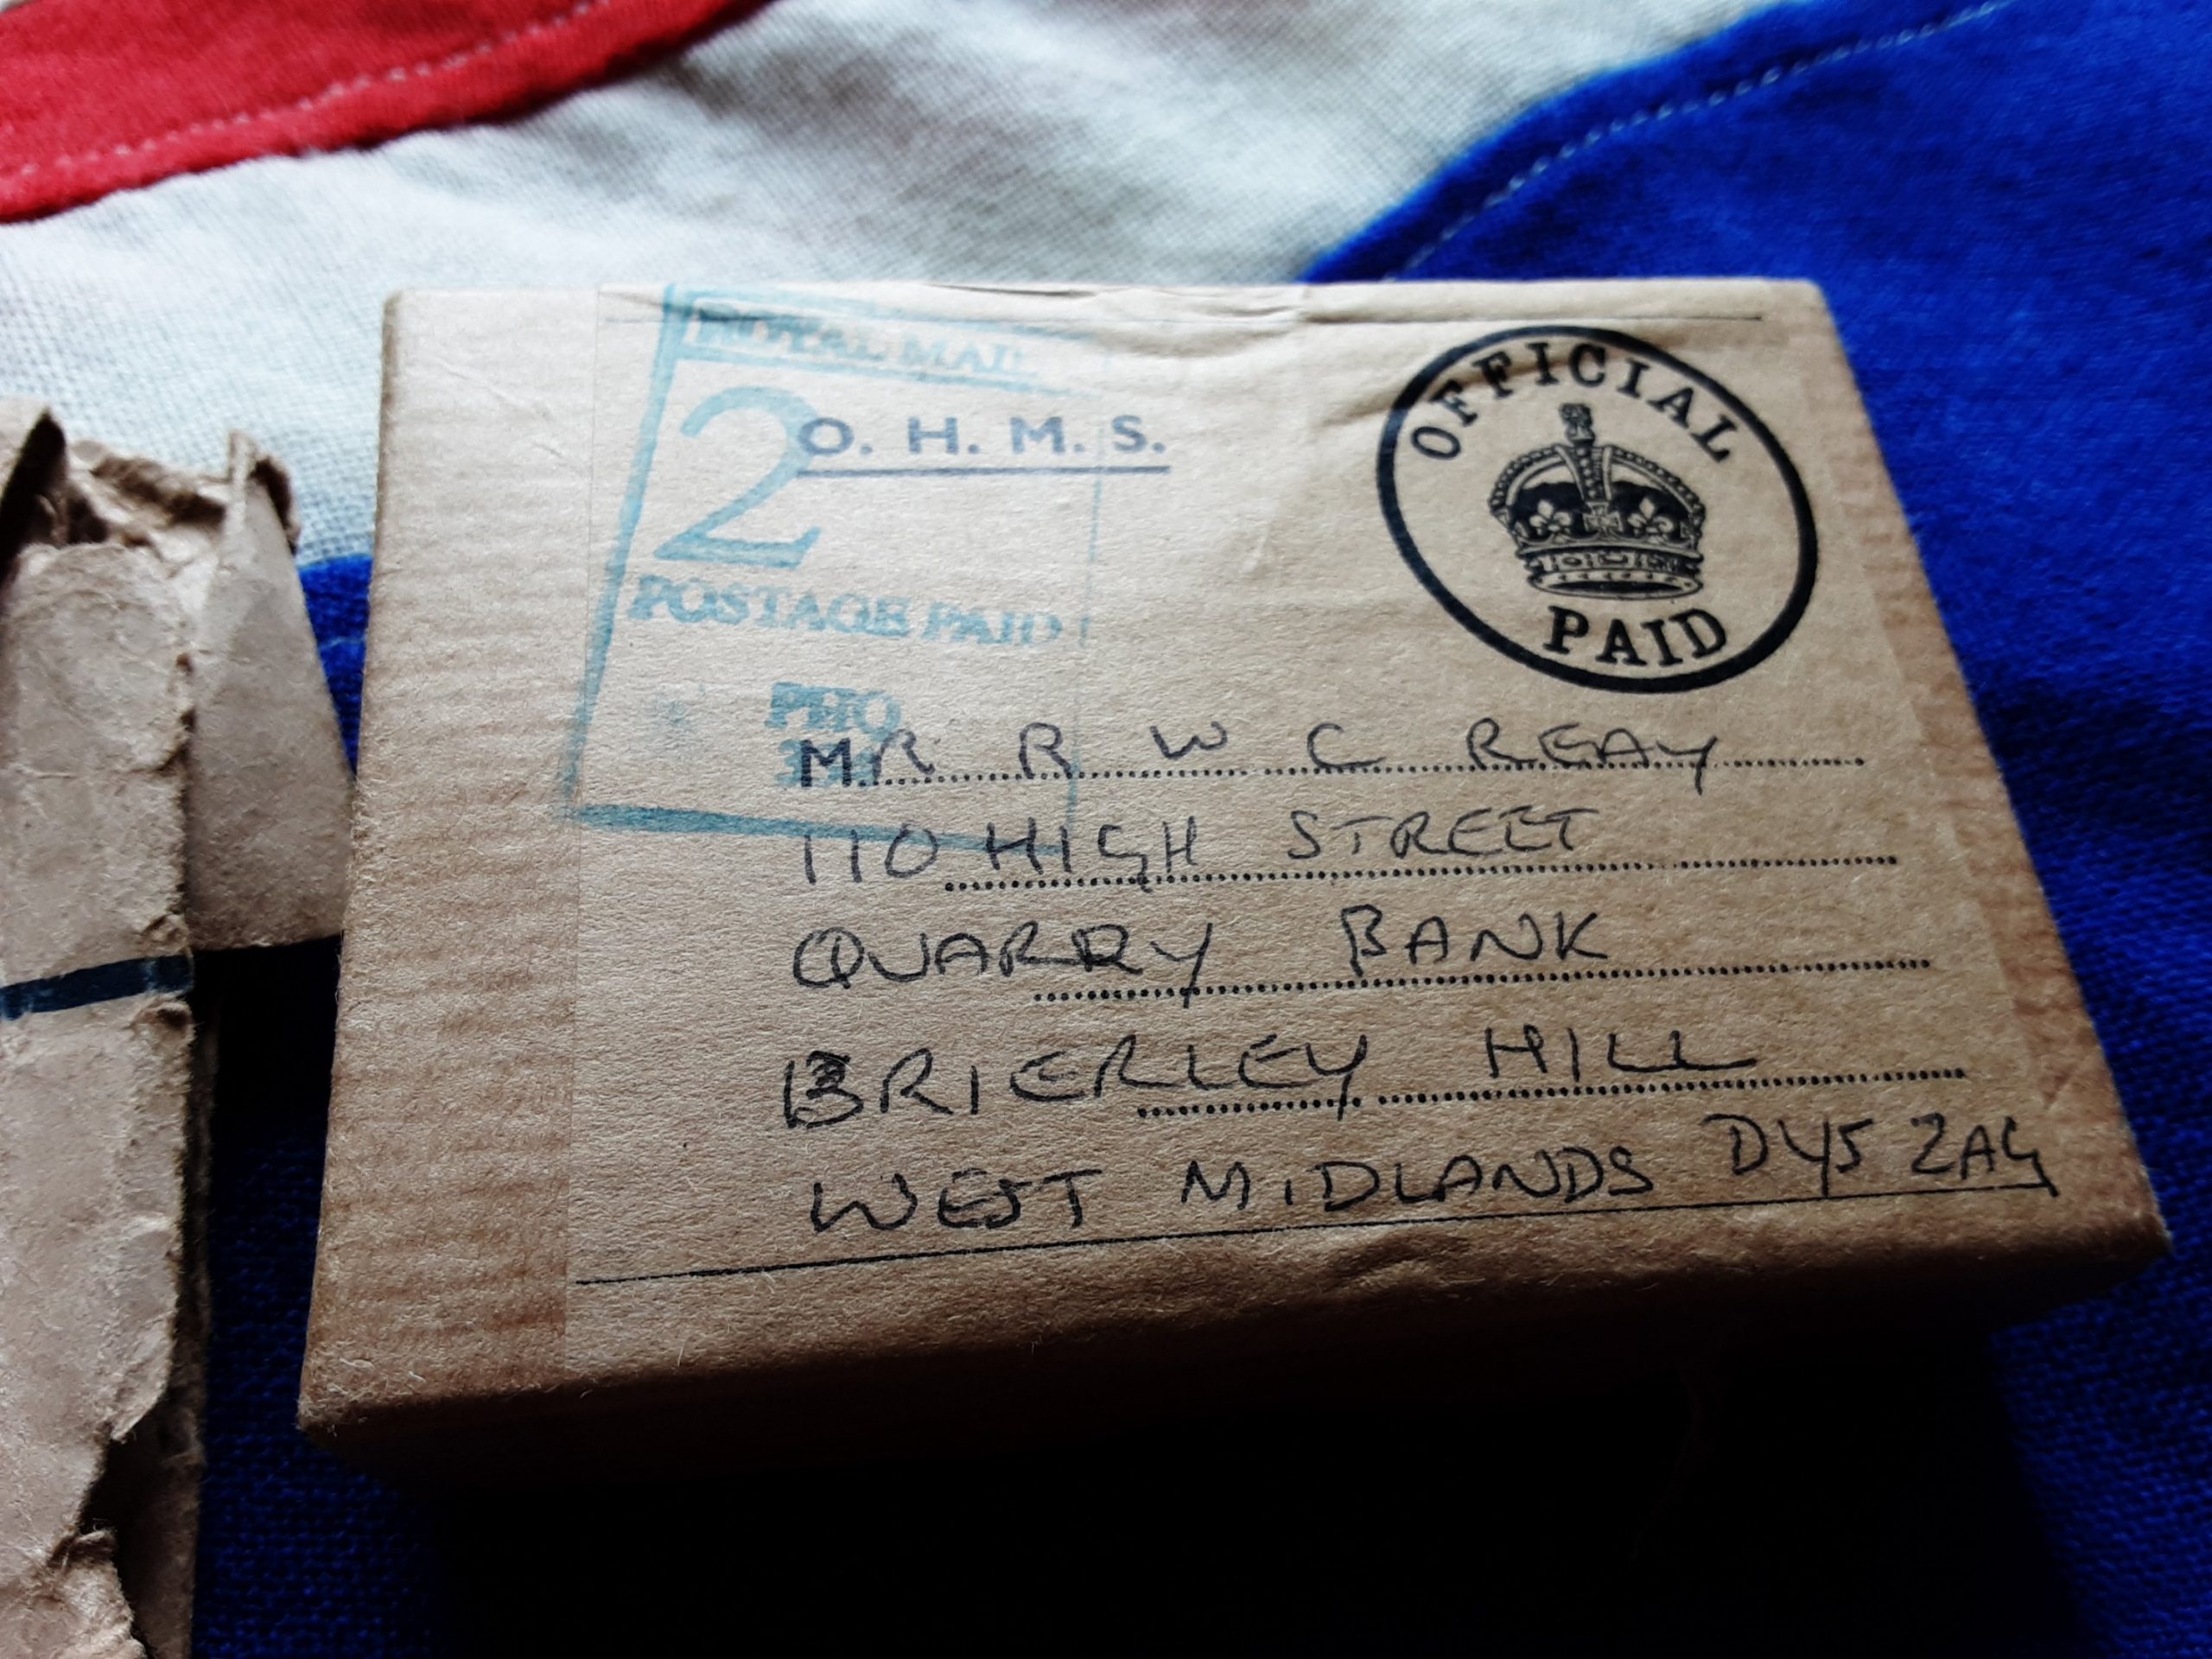 ROYAL MAIL
2
POSTAGE PAID
PHQ
O. H. M. S.
OFFICIAL
PAID
MR R W C REAY
110 HIGH STREET
QUARRY BANK
BRIERLEY HILL
WEST MIDLANDS DY5 2AG